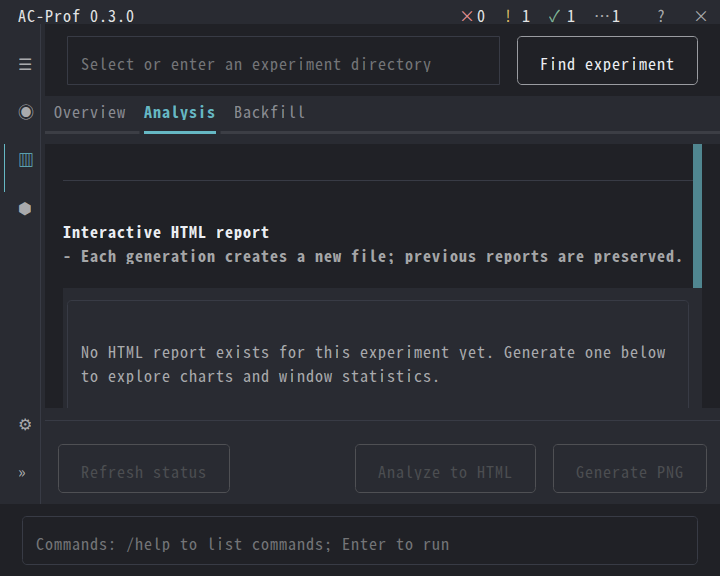 AC-Prof 0.3.0
✕ 0 ! 1 ✓ 1 ⋯ 1 ? ✕
Select or enter an experiment directory
Find experiment
Overview Analysis Backfill
Interactive HTML report
- Each generation creates a new file; previous reports are preserved.
No HTML report exists for this experiment yet. Generate one below
to explore charts and window statistics.
Refresh status
Analyze to HTML
Generate PNG
»
Commands: /help to list commands; Enter to run